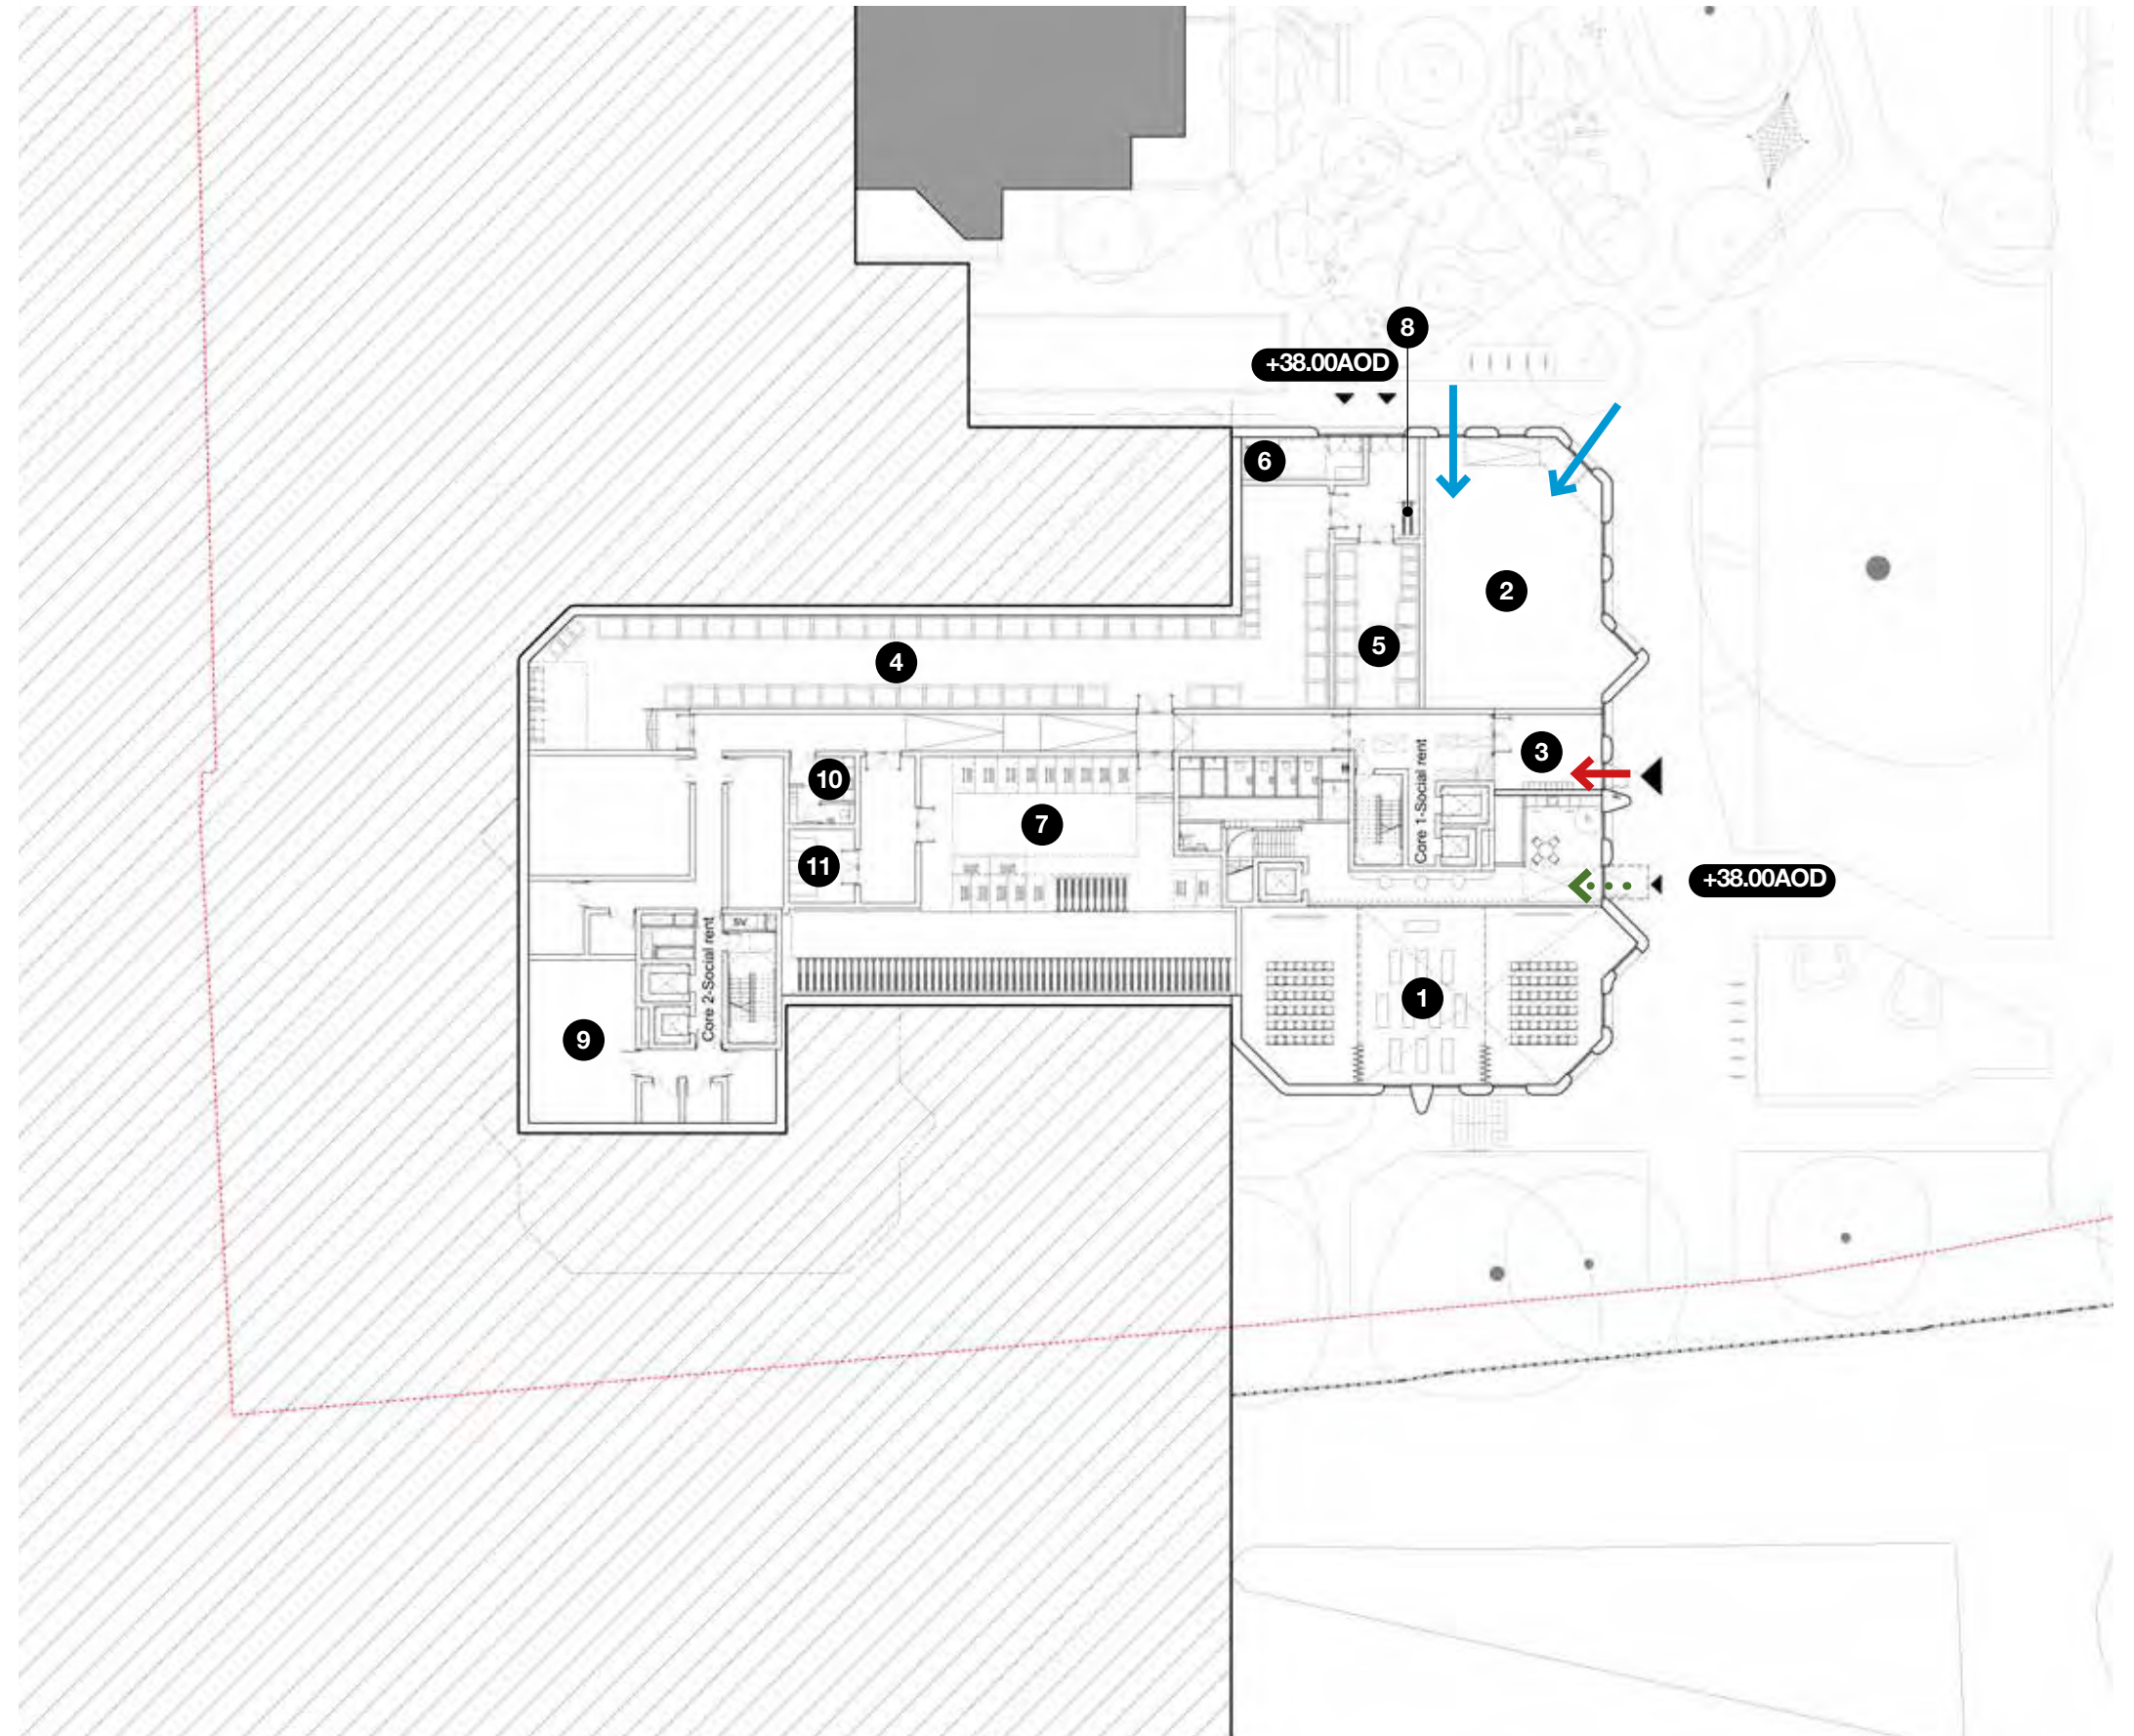 8
+38.00AOD
6
2
5
4
3
10
Core 1-Social rent
7
11
+38.00AOD
SV
Core 2-Social rent
1
9